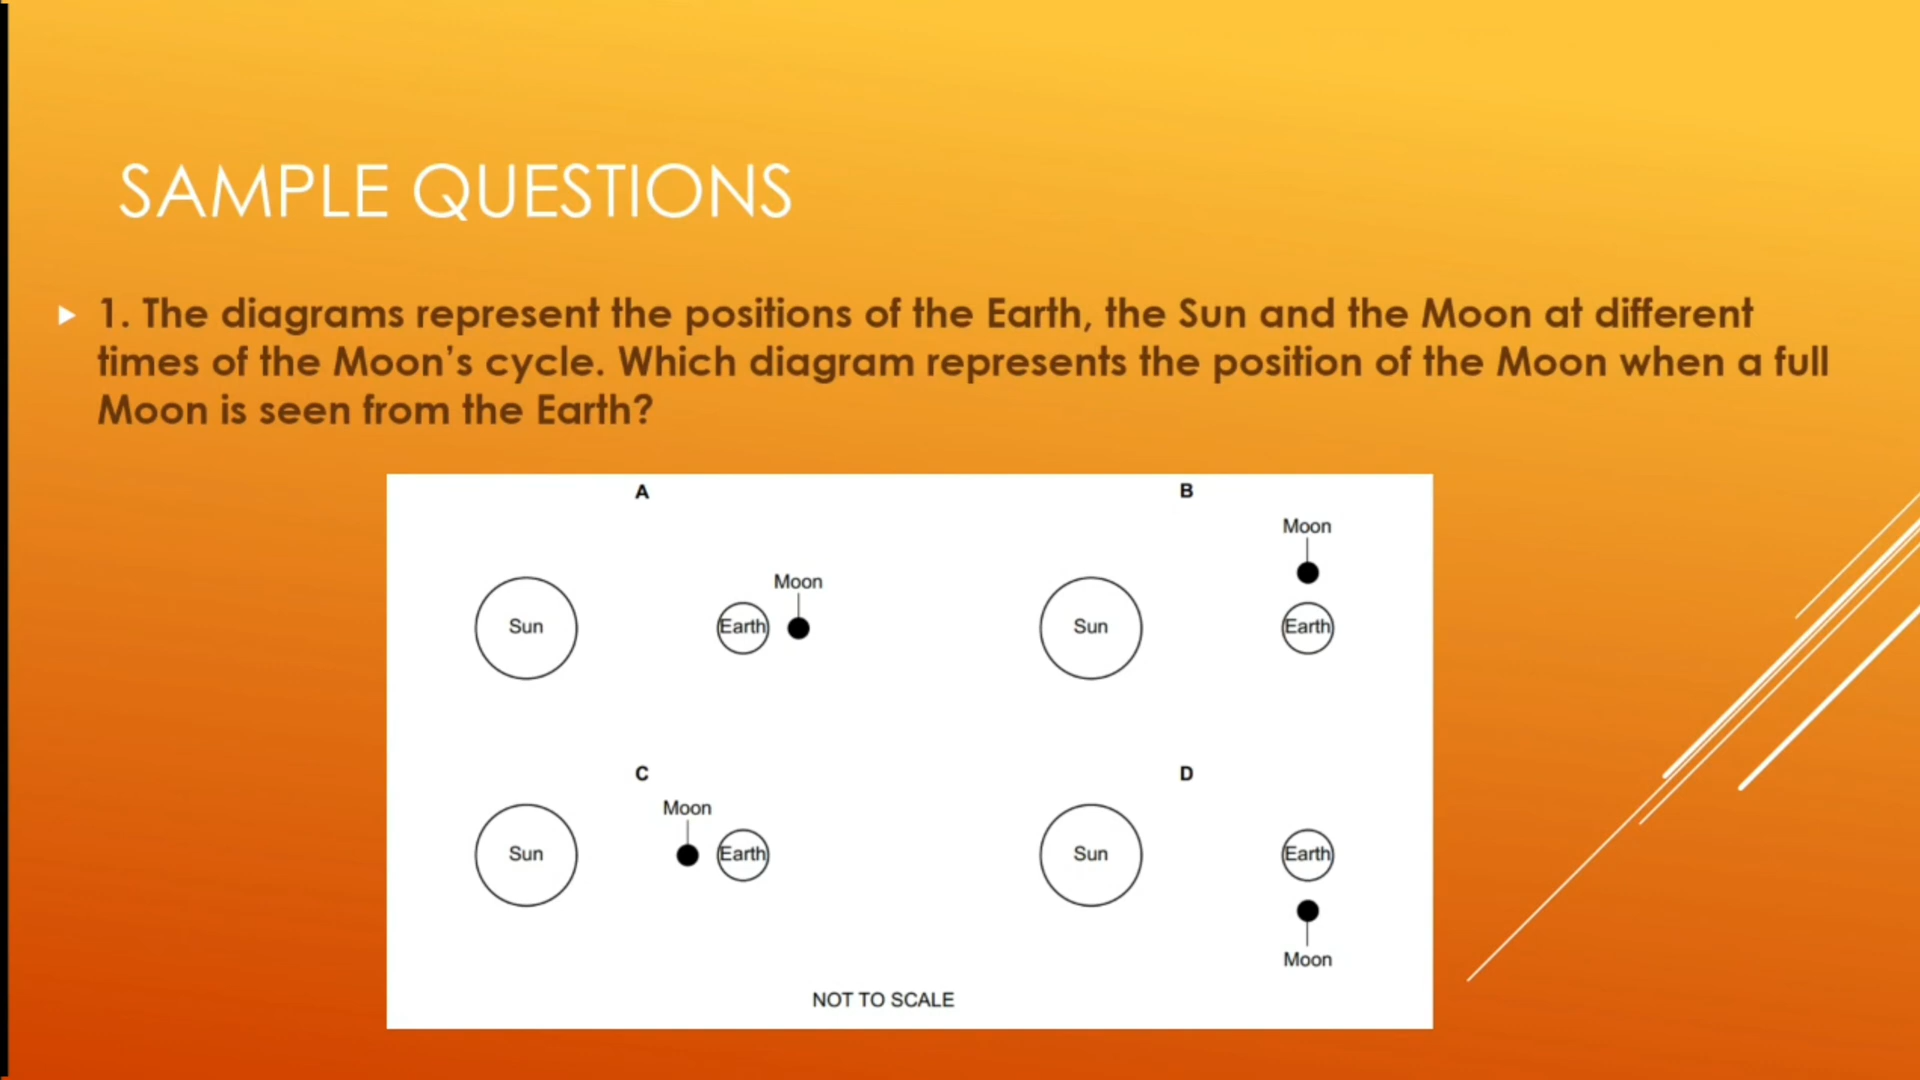 SAMPLE QUESTIONS
1. The diagrams represent the positions of the Earth, the Sun and the Moon at different
times of the Moon's cycle. Which diagram represents the position of the Moon when a full
Moon is seen from the Earth?
A
Moon
Sun
Earth
B
Moon
Sun
Earth
C
Moon
Sun
Earth
D
Sun
Earth
Moon
NOT TO SCALE